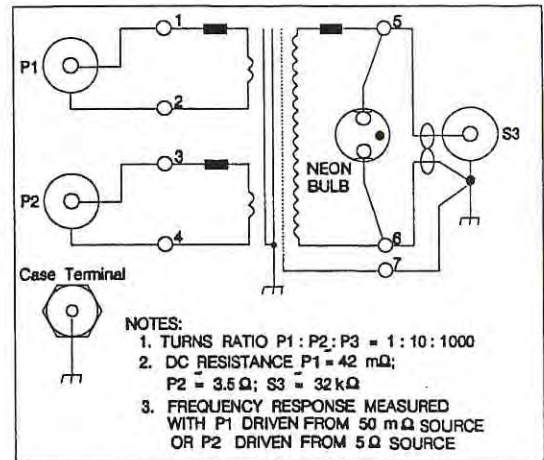 1
P1
2
3
P2
4
5
S3
NEON
BULB
6
7
Case Terminal
NOTES:
1. TURNS RATIO P1 : P2 : P3 = 1 : 10 : 1000
2. DC RESISTANCE P1 = 42 mΩ;
P2 = 3.5 Ω; S3 = 32 kΩ
3. FREQUENCY RESPONSE MEASURED
WITH P1 DRIVEN FROM 50 mΩ SOURCE
OR P2 DRIVEN FROM 5 Ω SOURCE